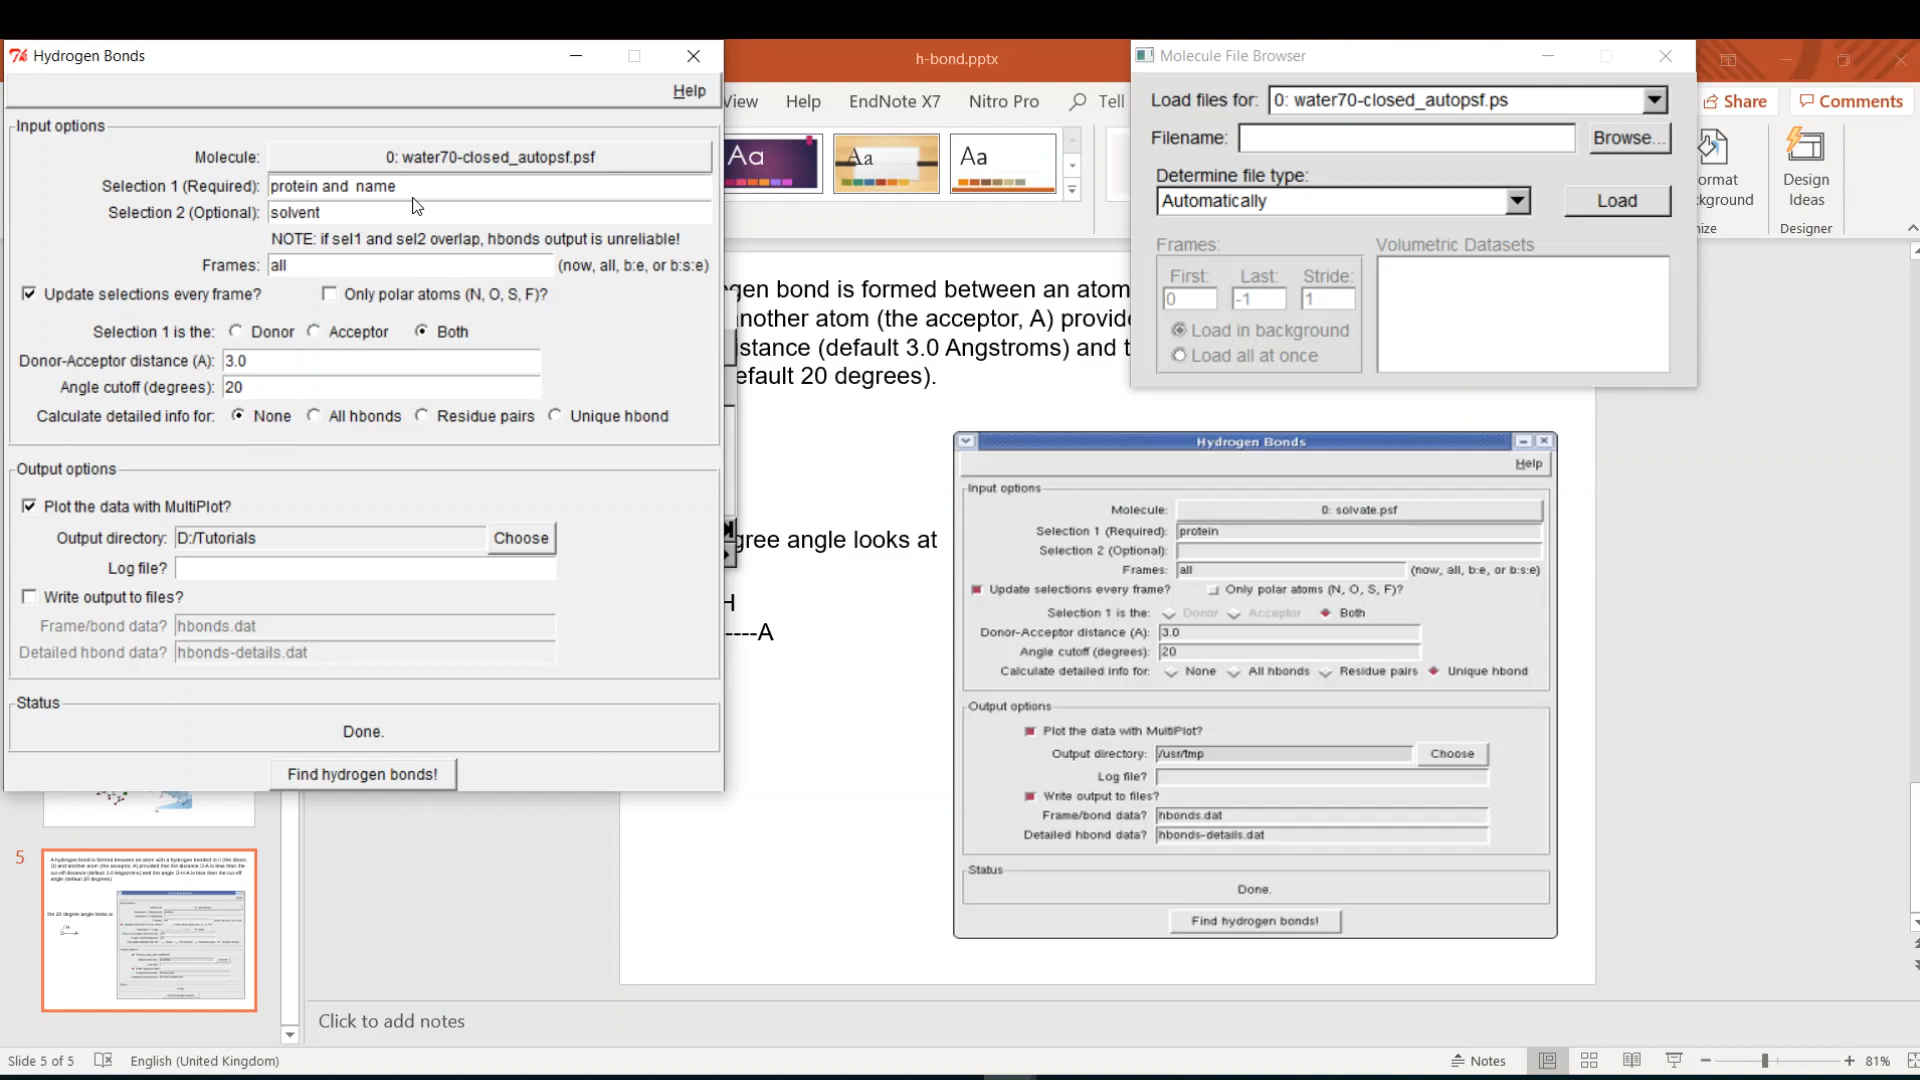 Hydrogen Bonds
Help
Input options
Molecule: 0: water70-closed_autopsf.psf
Selection 1 (Required): protein and name
Selection 2 (Optional): solvent
NOTE: if sel1 and sel2 overlap, hbonds output is unreliable!
Frames: all (now, all, b:e, or b:s:e)
Update selections every frame? Only polar atoms (N, O, S, F)?
Selection 1 is the: Donor Acceptor Both
Donor-Acceptor distance (A): 3.0
Angle cutoff (degrees): 20
Calculate detailed info for: None All hbonds Residue pairs Unique hbond
Output options
Plot the data with MultiPlot?
Output directory: D:/Tutorials Choose
Log file?
Write output to files?
Frame/bond data? hbonds.dat
Detailed hbond data? hbonds-details.dat
Status
Done.
Find hydrogen bonds!
h-bond.pptx
View Help EndNote X7 Nitro Pro Tell
Share Comments
Aa Aa Aa
Design
Ideas
Designer
Molecule File Browser
Load files for: 0: water70-closed_autopsf.ps
Filename: Browse...
Determine file type:
Automatically Load
Frames: Volumetric Datasets
First: Last: Stride:
0 -1 1
Load in background
Load all at once
ormat
kground
ize
gen bond is formed between an atom
nother atom (the acceptor, A) provide
istance (default 3.0 Angstroms) and t
efault 20 degrees).
gree angle looks at
H
----A
Hydrogen Bonds
Help
Input options
Molecule: 0: solvate.psf
Selection 1 (Required): protein
Selection 2 (Optional):
Frames: all (now, all, b:e, or b:s:e)
Update selections every frame? Only polar atoms (N, O, S, F)?
Selection 1 is the: Donor Acceptor Both
Donor-Acceptor distance (A): 3.0
Angle cutoff (degrees): 20
Calculate detailed info for: None All hbonds Residue pairs Unique hbond
Output options
Plot the data with MultiPlot?
Output directory: /usr/tmp Choose
Log file?
Write output to files?
Frame/bond data? hbonds.dat
Detailed hbond data? hbonds-details.dat
Status
Done.
Find hydrogen bonds!
5
Click to add notes
Slide 5 of 5 English (United Kingdom) Notes 81%